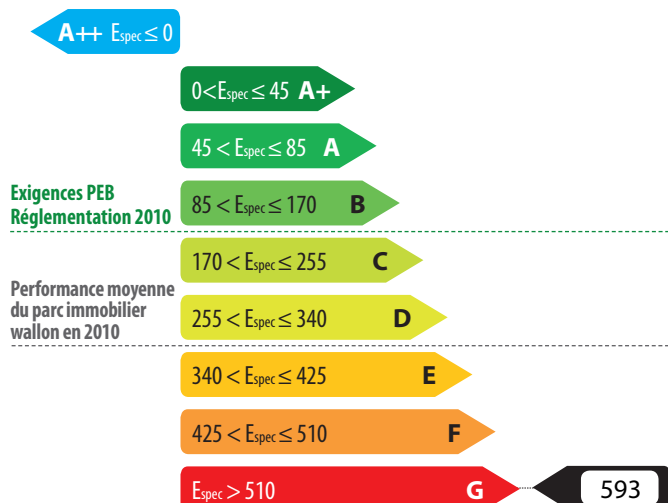 A++ Espec ≤ 0
0 < Espec ≤ 45 A+
45 < Espec ≤ 85 A
Exigences PEB
Réglementation 2010
85 < Espec ≤ 170 B
170 < Espec ≤ 255 C
Performance moyenne
du parc immobilier
wallon en 2010
255 < Espec ≤ 340 D
340 < Espec ≤ 425 E
425 < Espec ≤ 510 F
Espec > 510 G 593